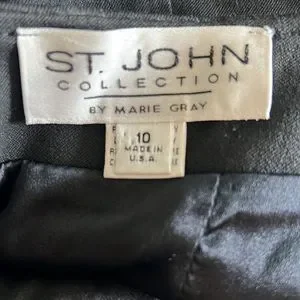 ST. JOHN
COLLECTION
BY MARIE GRAY
10
MADE IN
U.S.A.